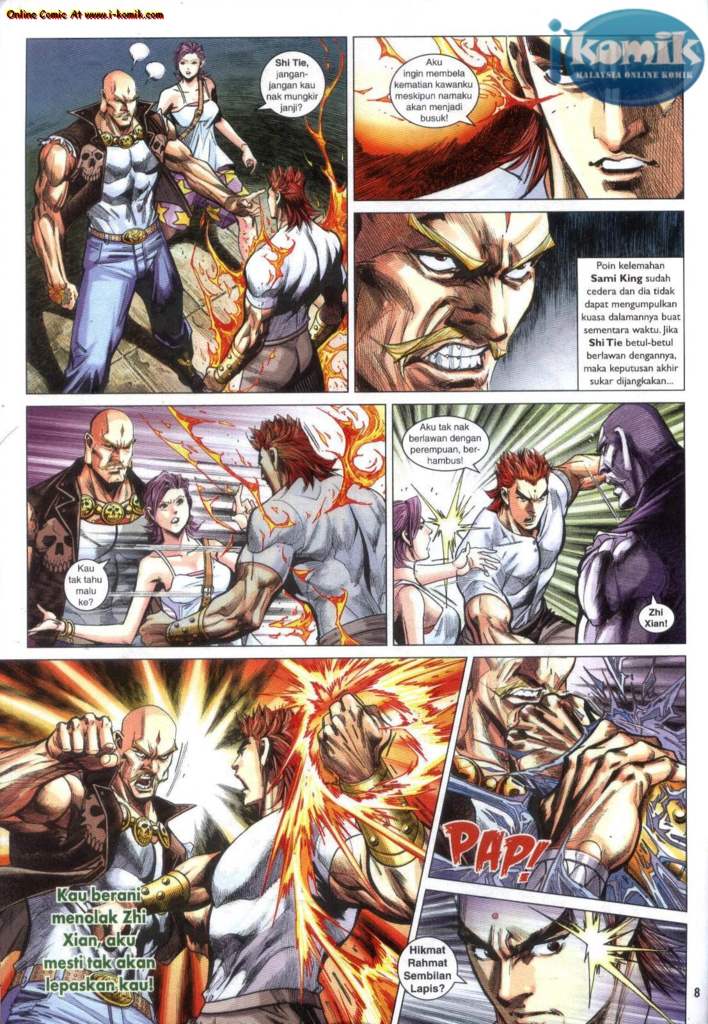 Online Comic At www.i-komik.com
ikomik
MALAYSIA ONLINE KOMIK
Shi Tie,
jangan-
jangan kau
nak mungkir
janji?
Aku
ingin membela
kematian kawanku
meskipun namaku
akan menjadi
busuk!
Poin kelemahan
Sami King sudah
cedera dan dia tidak
dapat mengumpulkan
kuasa dalamannya buat
sementara waktu. Jika
Shi Tie betul-betul
berlawan dengannya,
maka keputusan akhir
sukar dijangkakan...
Kau
tak tahu
malu
ke?
Aku tak nak
berlawan dengan
perempuan, ber-
hambus!
Zhi
Xian!
Kau berani
menolak Zhi
Xian, aku
mesti tak akan
lepaskan kau!
PAP!
Hikmat
Rahmat
Sembilan
Lapis?
8